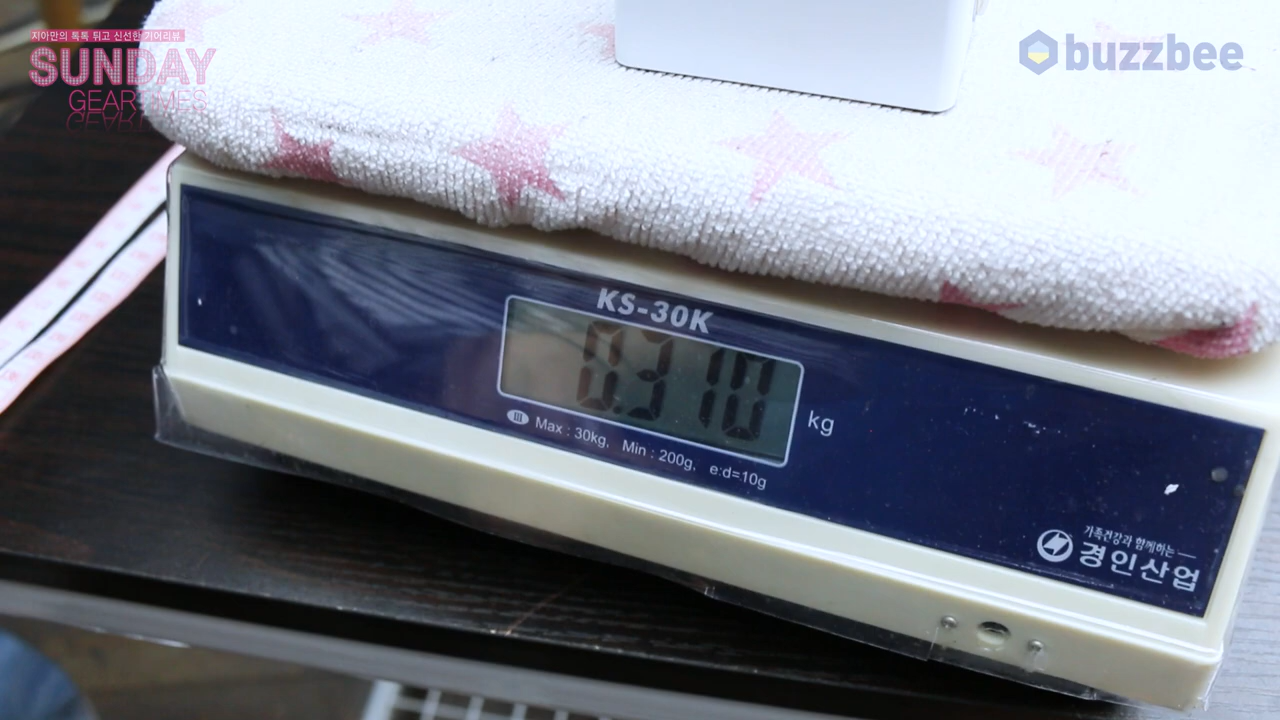 지아만의 톡톡 튀고 신선한 기어리뷰
SUNDAY
GEARTIMES
buzzbee
KS-30K
0.310
kg
III Max : 30kg, Min : 200g, e:d=10g
가족건강과 함께하는
경인산업